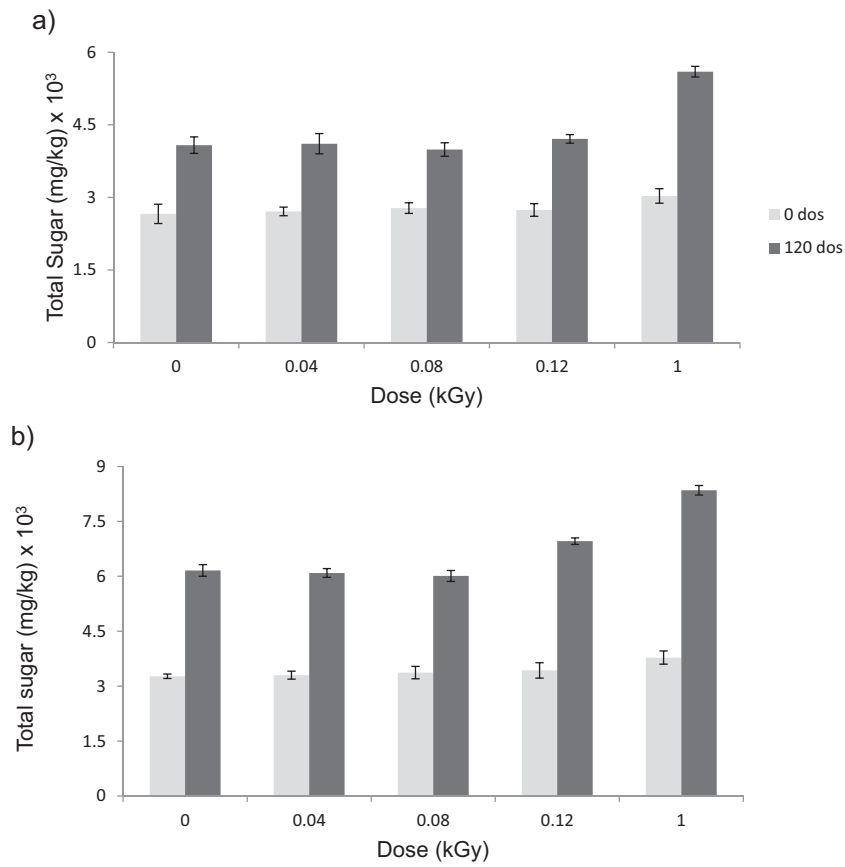 a)
Total Sugar (mg/kg) x 10³
6
4.5
3
1.5
0
0 0.04 0.08 0.12 1
Dose (kGy)
0 dos
120 dos
b)
Total sugar (mg/kg) x 10³
9
7.5
6
4.5
3
1.5
0
0 0.04 0.08 0.12 1
Dose (kGy)